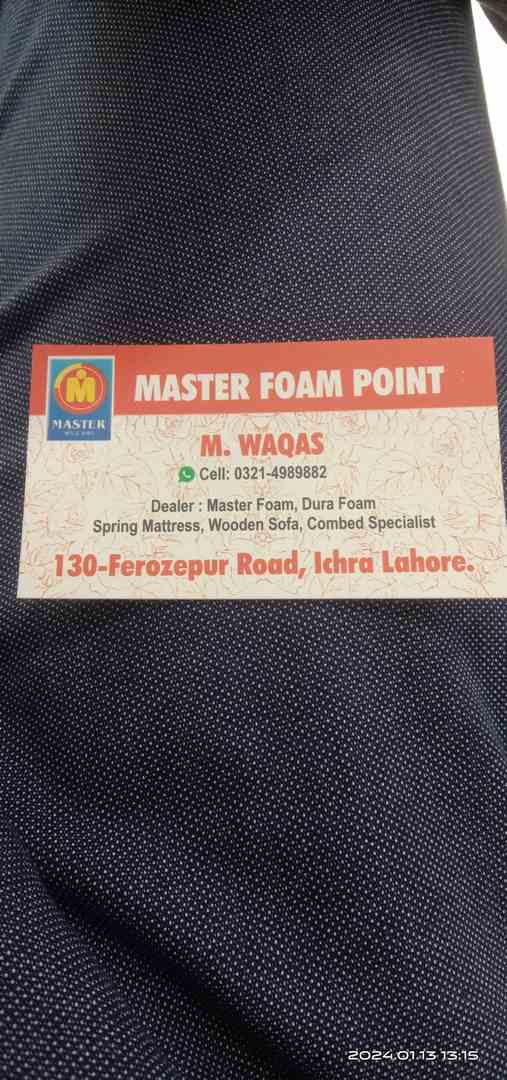 M
MASTER
MASTER FOAM POINT
M. WAQAS
Cell: 0321-4989882
Dealer : Master Foam, Dura Foam
Spring Mattress, Wooden Sofa, Combed Specialist
130-Ferozepur Road, Ichra Lahore.
2024.01.13 13:15